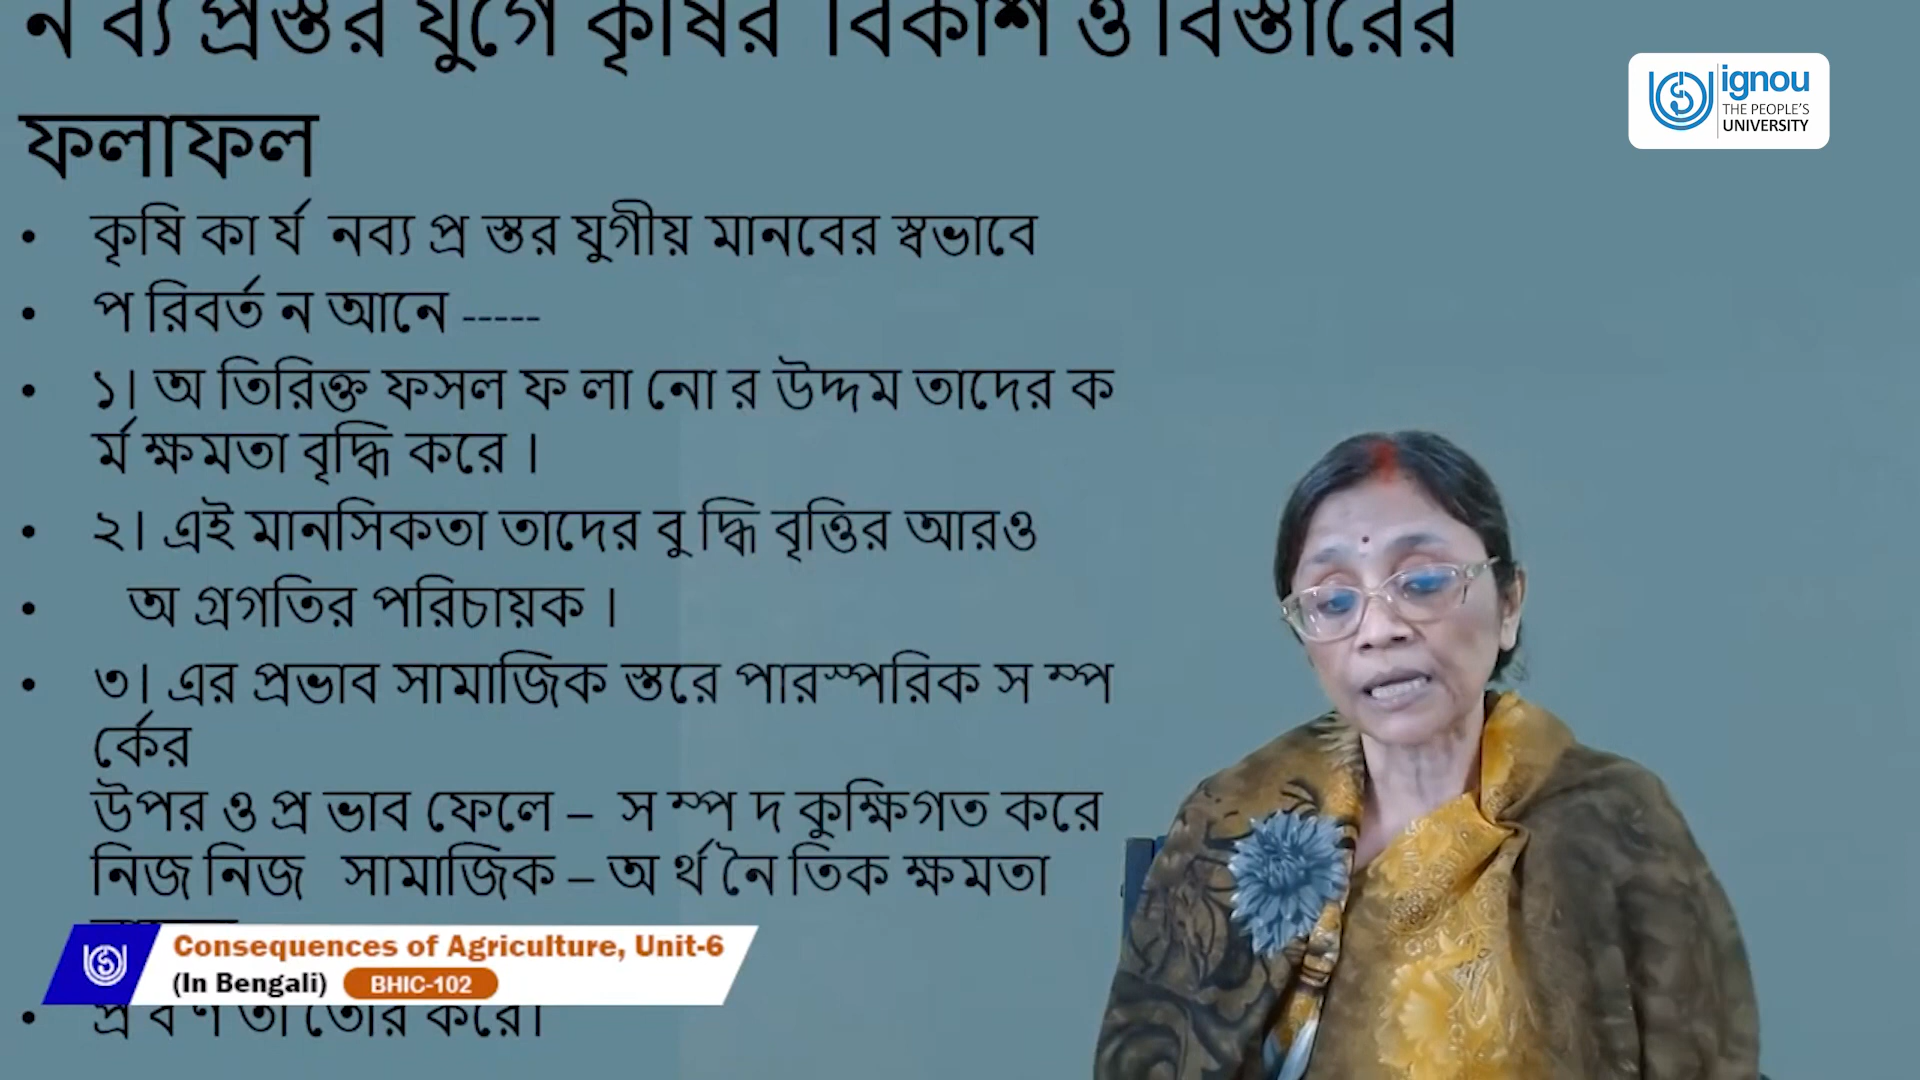 ন ব্য প্রস্তর যুগে কৃষির বিকাশ ও বিস্তারের
ফলাফল
• কৃষি কা র্য নব্য প্র স্তর যুগীয় মানবের স্বভাবে
• প রিবর্ত ন আনে -----
• ১। অ তিরিক্ত ফসল ফ লা নো র উদ্দম তাদের ক
র্ম ক্ষমতা বৃদ্ধি করে ।
• ২। এই মানসিকতা তাদের বু দ্ধি বৃত্তির আরও
• অ গ্রগতির পরিচায়ক ।
• ৩। এর প্রভাব সামাজিক স্তরে পারস্পরিক স ম্প
র্কের
উপর ও প্র ভাব ফেলে – স ম্প দ কুক্ষিগত করে
নিজ নিজ সামাজিক – অ র্থ নৈ তিক ক্ষমতা
• প্র ব ণ তা তৈরি করে।
ignou
THE PEOPLE'S
UNIVERSITY
Consequences of Agriculture, Unit-6
(In Bengali) BHIC-102